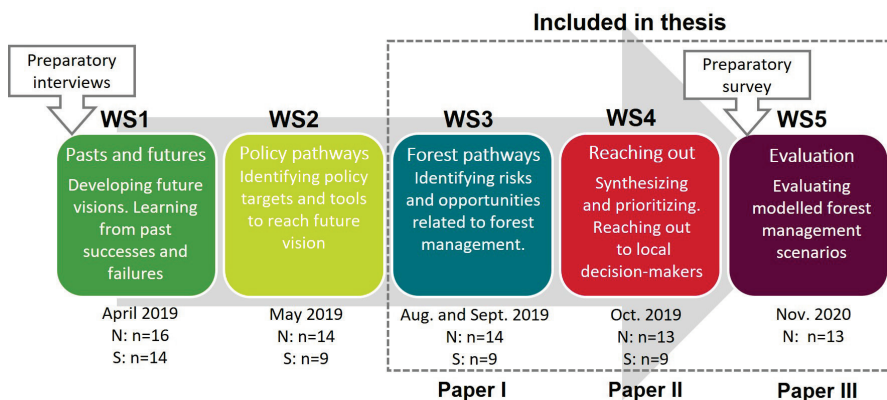 Included in thesis
Preparatory
interviews
Preparatory
survey
WS1
WS2
WS3
WS4
WS5
Pasts and futures
Developing future
visions. Learning
from past
successes and
failures
Policy pathways
Identifying policy
targets and tools
to reach future
vision
Forest pathways
Identifying risks
and opportunities
related to forest
management.
Reaching out
Synthesizing
and prioritizing.
Reaching out
to local
decision-makers
Evaluation
Evaluating
modelled forest
management
scenarios
April 2019
N: n=16
S: n=14
May 2019
N: n=14
S: n=9
Aug. and Sept. 2019
N: n=14
S: n=9
Oct. 2019
N: n=13
S: n=9
Nov. 2020
N: n=13
Paper I
Paper II
Paper III